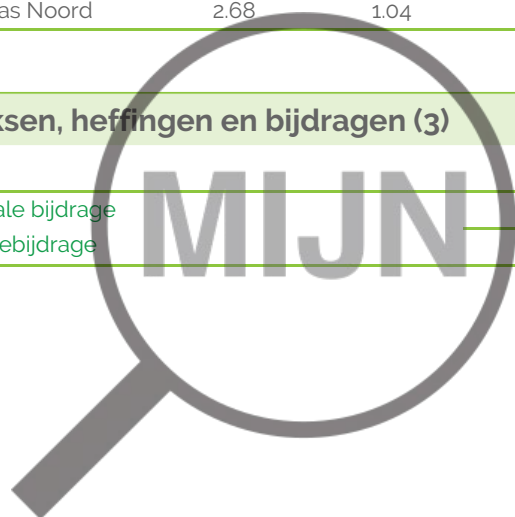 as Noord 2.68 1.04
ksen, heffingen en bijdragen (3)
MIJN
ale bijdrage
ebijdrage